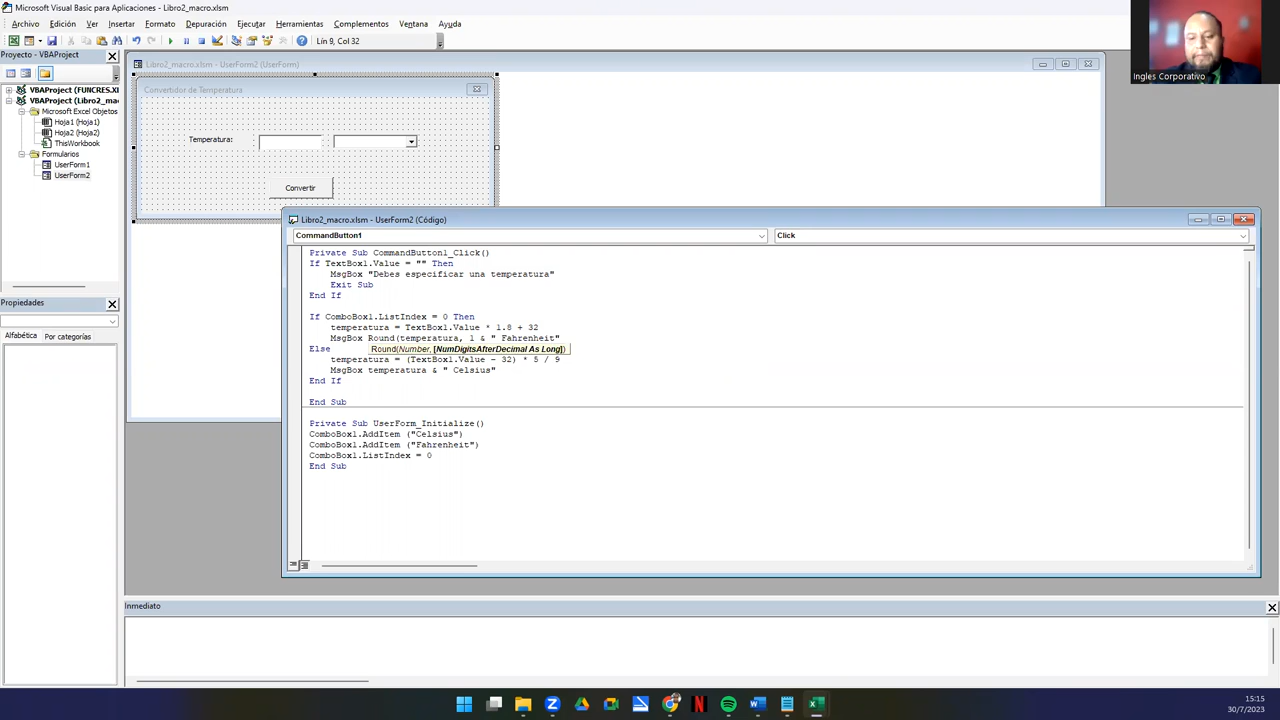 Microsoft Visual Basic para Aplicaciones - Libro2_macro.xlsm
Archivo Edición Ver Insertar Formato Depuración Ejecutar Herramientas Complementos Ventana Ayuda
Lín 9, Col 32
Ingles Corporativo
Proyecto - VBAProject
VBAProject (FUNCRES.XL
VBAProject (Libro2_ma
Microsoft Excel Objetos
Hoja1 (Hoja1)
Hoja2 (Hoja2)
ThisWorkbook
Formularios
UserForm1
UserForm2
Propiedades
Alfabética Por categorías
Libro2_macro.xlsm - UserForm2 (UserForm)
Convertidor de Temperatura
Temperatura:
Convertir
Libro2_macro.xlsm - UserForm2 (Código)
CommandButton1 Click
Private Sub CommandButton1_Click()
If TextBox1.Value = "" Then
MsgBox "Debes especificar una temperatura"
Exit Sub
End If
If ComboBox1.ListIndex = 0 Then
temperatura = TextBox1.Value * 1.8 + 32
MsgBox Round(temperatura, 1 & " Fahrenheit"
Else Round(Number, [NumDigitsAfterDecimal As Long])
temperatura = (TextBox1.Value - 32) * 5 / 9
MsgBox temperatura & " Celsius"
End If
End Sub
Private Sub UserForm_Initialize()
ComboBox1.AddItem ("Celsius")
ComboBox1.AddItem ("Fahrenheit")
ComboBox1.ListIndex = 0
End Sub
Inmediato
15:15
30/7/2023